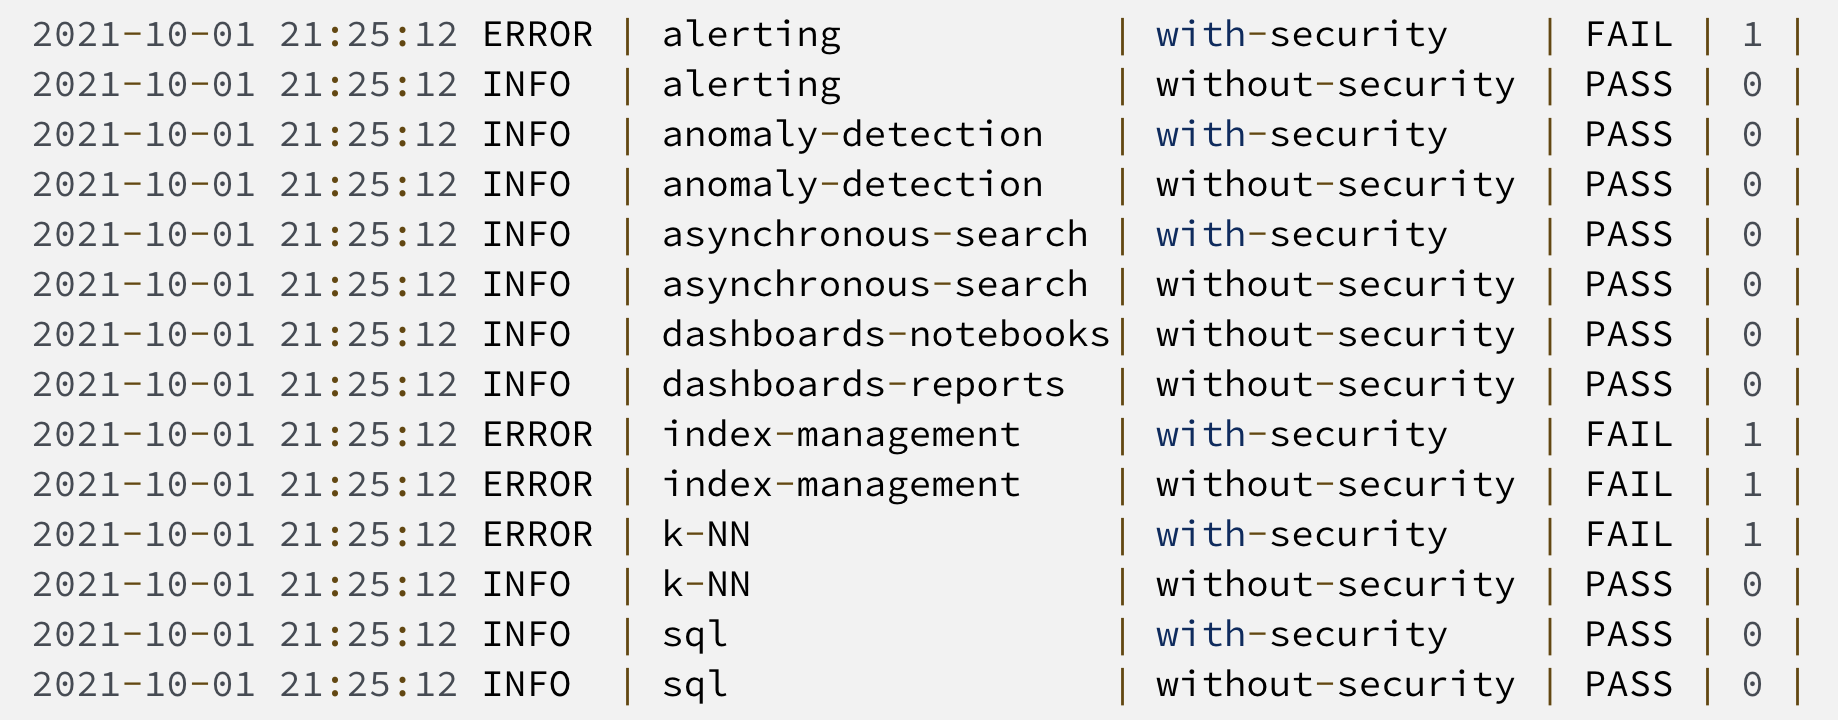 2021-10-01 21:25:12 ERROR | alerting            | with-security    | FAIL | 1 |
2021-10-01 21:25:12 INFO  | alerting            | without-security | PASS | 0 |
2021-10-01 21:25:12 INFO  | anomaly-detection   | with-security    | PASS | 0 |
2021-10-01 21:25:12 INFO  | anomaly-detection   | without-security | PASS | 0 |
2021-10-01 21:25:12 INFO  | asynchronous-search | with-security    | PASS | 0 |
2021-10-01 21:25:12 INFO  | asynchronous-search | without-security | PASS | 0 |
2021-10-01 21:25:12 INFO  | dashboards-notebooks| without-security | PASS | 0 |
2021-10-01 21:25:12 INFO  | dashboards-reports  | without-security | PASS | 0 |
2021-10-01 21:25:12 ERROR | index-management    | with-security    | FAIL | 1 |
2021-10-01 21:25:12 ERROR | index-management    | without-security | FAIL | 1 |
2021-10-01 21:25:12 ERROR | k-NN                | with-security    | FAIL | 1 |
2021-10-01 21:25:12 INFO  | k-NN                | without-security | PASS | 0 |
2021-10-01 21:25:12 INFO  | sql                 | with-security    | PASS | 0 |
2021-10-01 21:25:12 INFO  | sql                 | without-security | PASS | 0 |